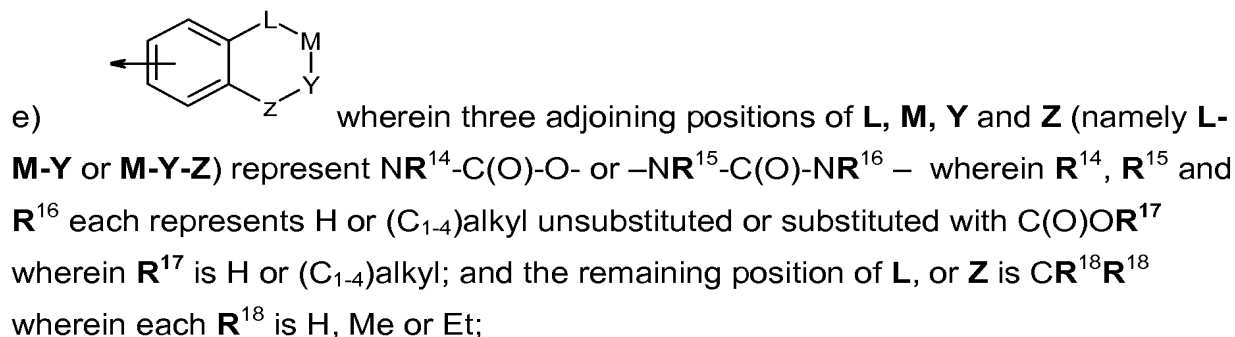 L
M
Y
Z
e) wherein three adjoining positions of L, M, Y and Z (namely L-
M-Y or M-Y-Z) represent NR¹⁴-C(O)-O- or –NR¹⁵-C(O)-NR¹⁶ – wherein R¹⁴, R¹⁵ and
R¹⁶ each represents H or (C₁₋₄)alkyl unsubstituted or substituted with C(O)OR¹⁷
wherein R¹⁷ is H or (C₁₋₄)alkyl; and the remaining position of L, or Z is CR¹⁸R¹⁸
wherein each R¹⁸ is H, Me or Et;